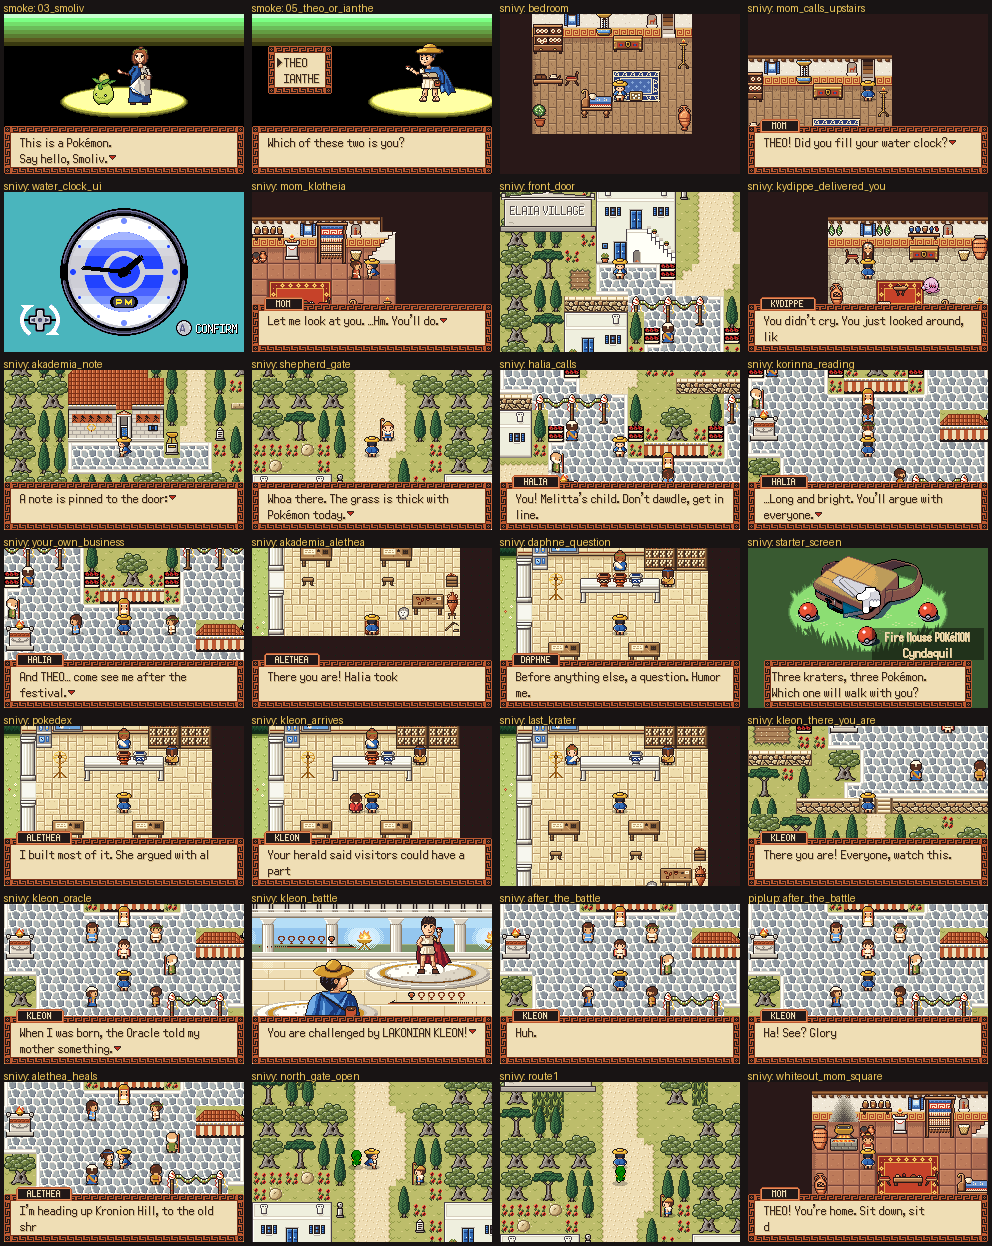 smoke: 03_smoliv
This is a Pokémon.
Say hello, Smoliv.
smoke: 05_theo_or_ianthe
THEO
IANTHE
Which of these two is you?
snivy: bedroom
snivy: mom_calls_upstairs
MOM
THEO! Did you fill your water clock?
snivy: water_clock_ui
PM
A CONFIRM
snivy: mom_klotheia
MOM
Let me look at you. …Hm. You'll do.
snivy: front_door
ELAIA VILLAGE
snivy: kydippe_delivered_you
KYDIPPE
You didn't cry. You just looked around,
lik
snivy: akademia_note
A note is pinned to the door:
snivy: shepherd_gate
Whoa there. The grass is thick with
Pokémon today.
snivy: halia_calls
HALIA
You! Melitta's child. Don't dawdle, get in
line.
snivy: korinna_reading
HALIA
…Long and bright. You'll argue with
everyone.
snivy: your_own_business
HALIA
And THEO… come see me after the
festival.
snivy: akademia_alethea
ALETHEA
There you are! Halia took
snivy: daphne_question
DAPHNE
Before anything else, a question. Humor
me.
snivy: starter_screen
Fire Mouse POKéMON
Cyndaquil
Three kraters, three Pokémon.
Which one will walk with you?
snivy: pokedex
ALETHEA
I built most of it. She argued with al
snivy: kleon_arrives
KLEON
Your herald said visitors could have a
part
snivy: last_krater
snivy: kleon_there_you_are
KLEON
There you are! Everyone, watch this.
snivy: kleon_oracle
KLEON
When I was born, the Oracle told my
mother something.
snivy: kleon_battle
You are challenged by LAKONIAN KLEON!
snivy: after_the_battle
KLEON
Huh.
piplup: after_the_battle
KLEON
Ha! See? Glory
snivy: alethea_heals
ALETHEA
I'm heading up Kronion Hill, to the old
shr
snivy: north_gate_open
snivy: route1
snivy: whiteout_mom_square
MOM
THEO! You're home. Sit down, sit
d